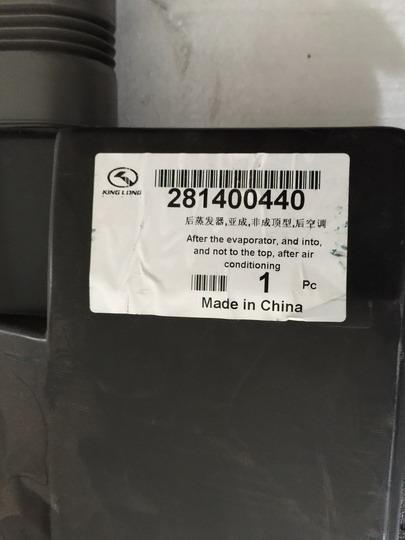 KING LONG
281400440
后蒸发器,亚成,非成顶型,后空调
After the evaporator, and into,
and not to the top, after air
conditioning
1 Pc
Made in China